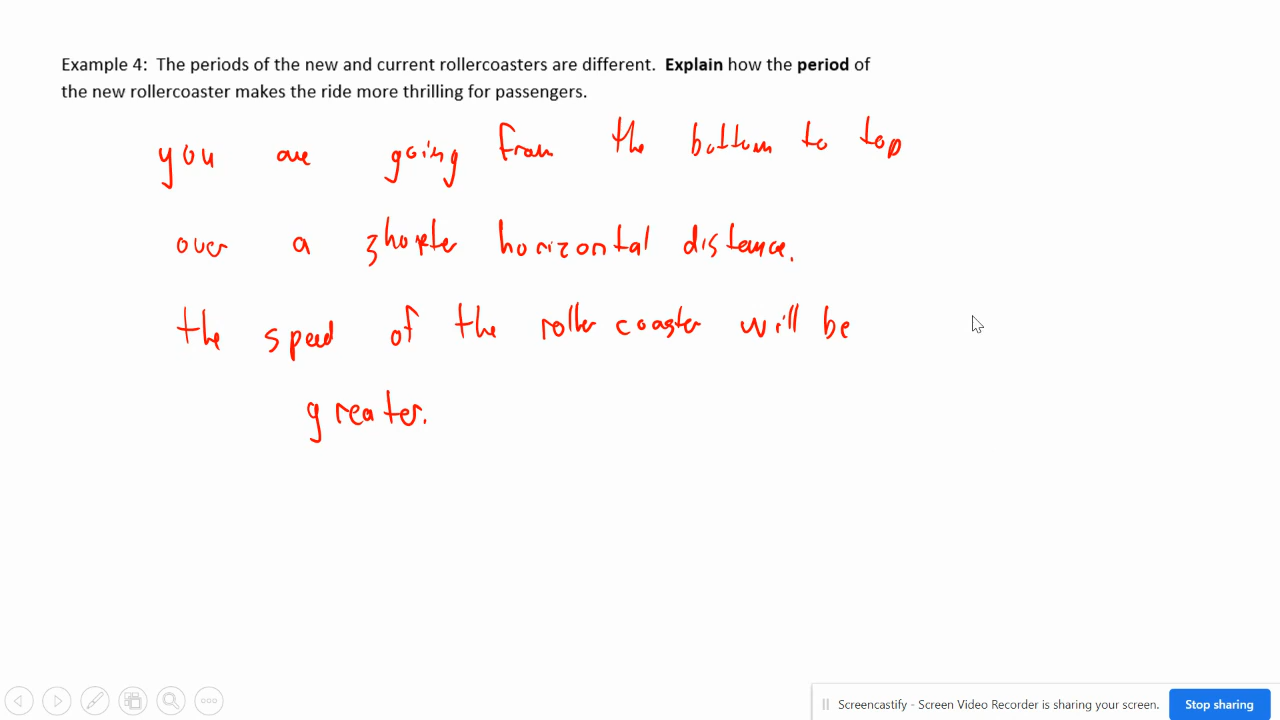 Example 4: The periods of the new and current rollercoasters are different. Explain how the period of
the new rollercoaster makes the ride more thrilling for passengers.
you are going from the bottom to top
over a shorter horizontal distance.
the speed of the roller coaster will be
greater.
Screencastify - Screen Video Recorder is sharing your screen. Stop sharing